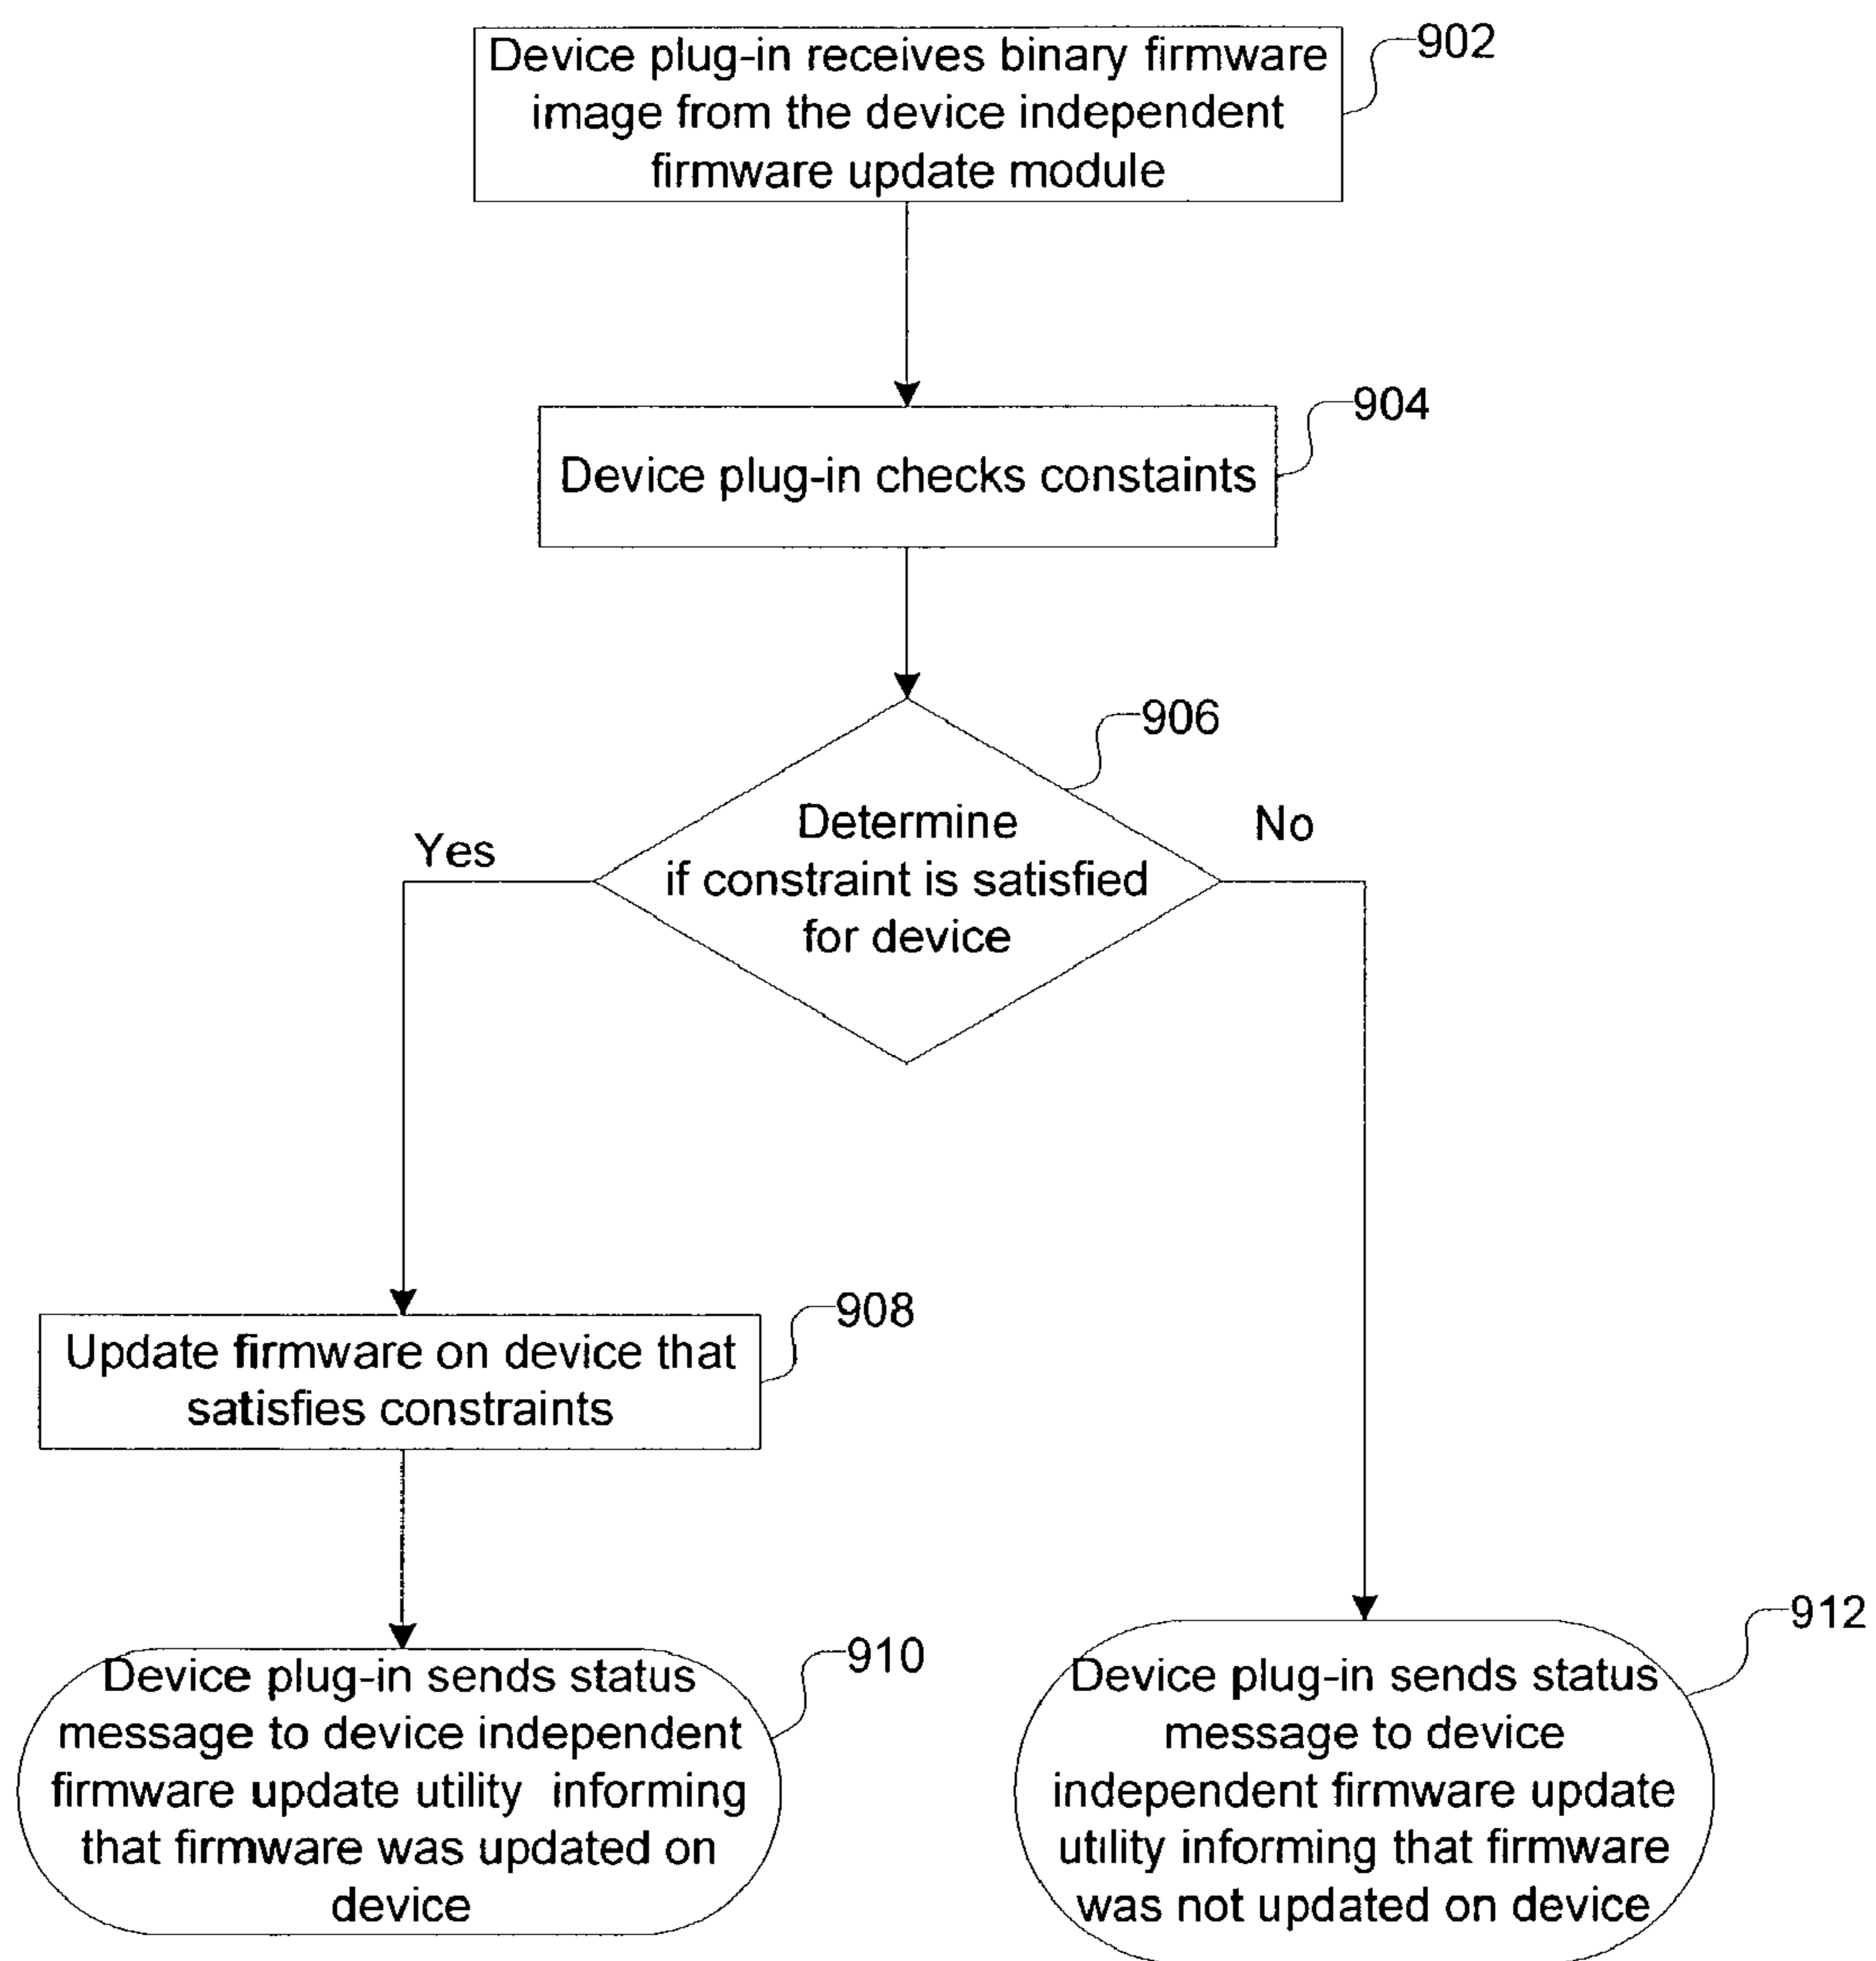 Device plug-in receives binary firmware
image from the device independent
firmware update module
902
904
Device plug-in checks constaints
906
Determine
if constraint is satisfied
for device
Yes
No
908
Update firmware on device that
satisfies constraints
910
Device plug-in sends status
message to device independent
firmware update utility informing
that firmware was updated on
device
912
Device plug-in sends status
message to device
independent firmware update
utility informing that firmware
was not updated on device